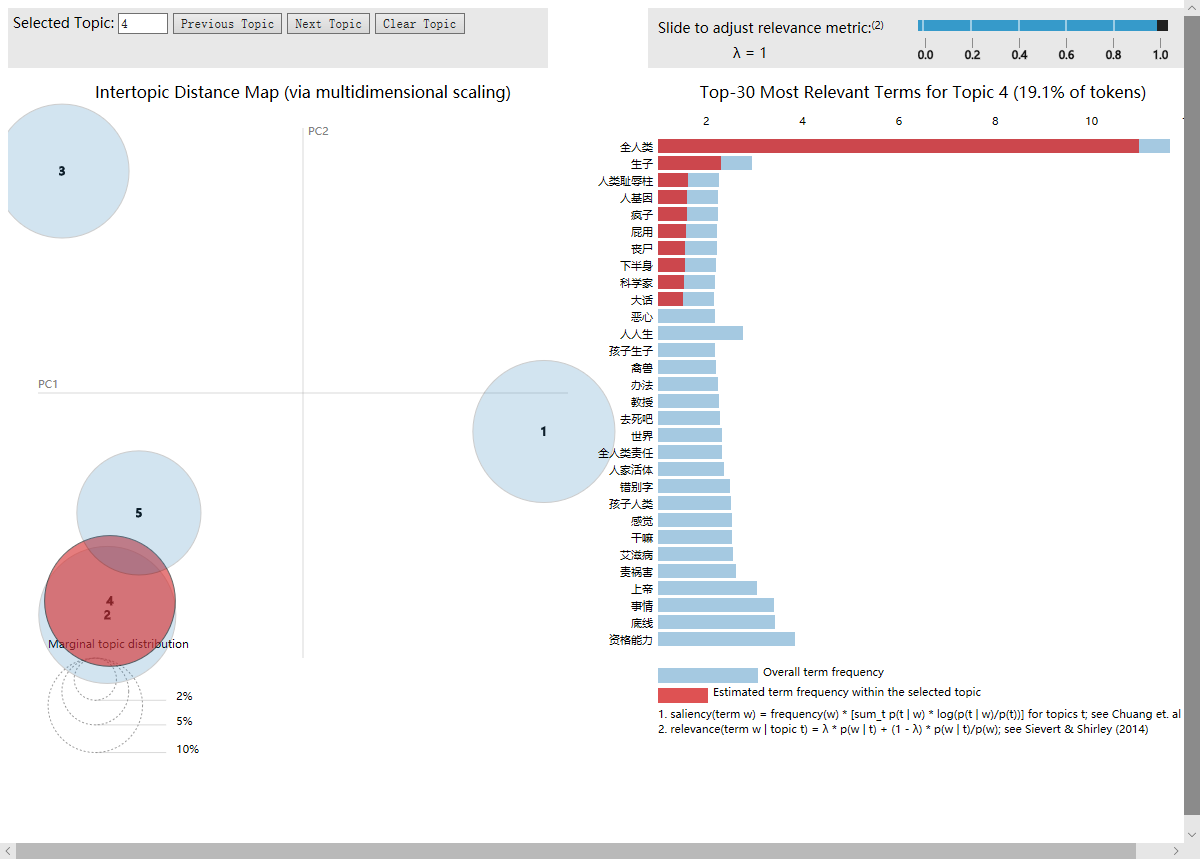 Selected Topic: 4 Previous Topic Next Topic Clear Topic
Slide to adjust relevance metric:(2)
λ = 1
0.0 0.2 0.4 0.6 0.8 1.0
Intertopic Distance Map (via multidimensional scaling)
PC2
PC1
3
1
5
4
2
Marginal topic distribution
2%
5%
10%
Top-30 Most Relevant Terms for Topic 4 (19.1% of tokens)
2 4 6 8 10
全人类
生子
人类耻辱柱
人基因
疯子
屁用
丧尸
下半身
科学家
大话
恶心
人人生
孩子生子
禽兽
办法
教授
去死吧
世界
全人类责任
人家活体
错别字
孩子人类
感觉
干嘛
艾滋病
责祸害
上帝
事情
底线
资格能力
Overall term frequency
Estimated term frequency within the selected topic
1. saliency(term w) = frequency(w) * [sum_t p(t | w) * log(p(t | w)/p(t))] for topics t; see Chuang et. al
2. relevance(term w | topic t) = λ * p(w | t) + (1 - λ) * p(w | t)/p(w); see Sievert & Shirley (2014)